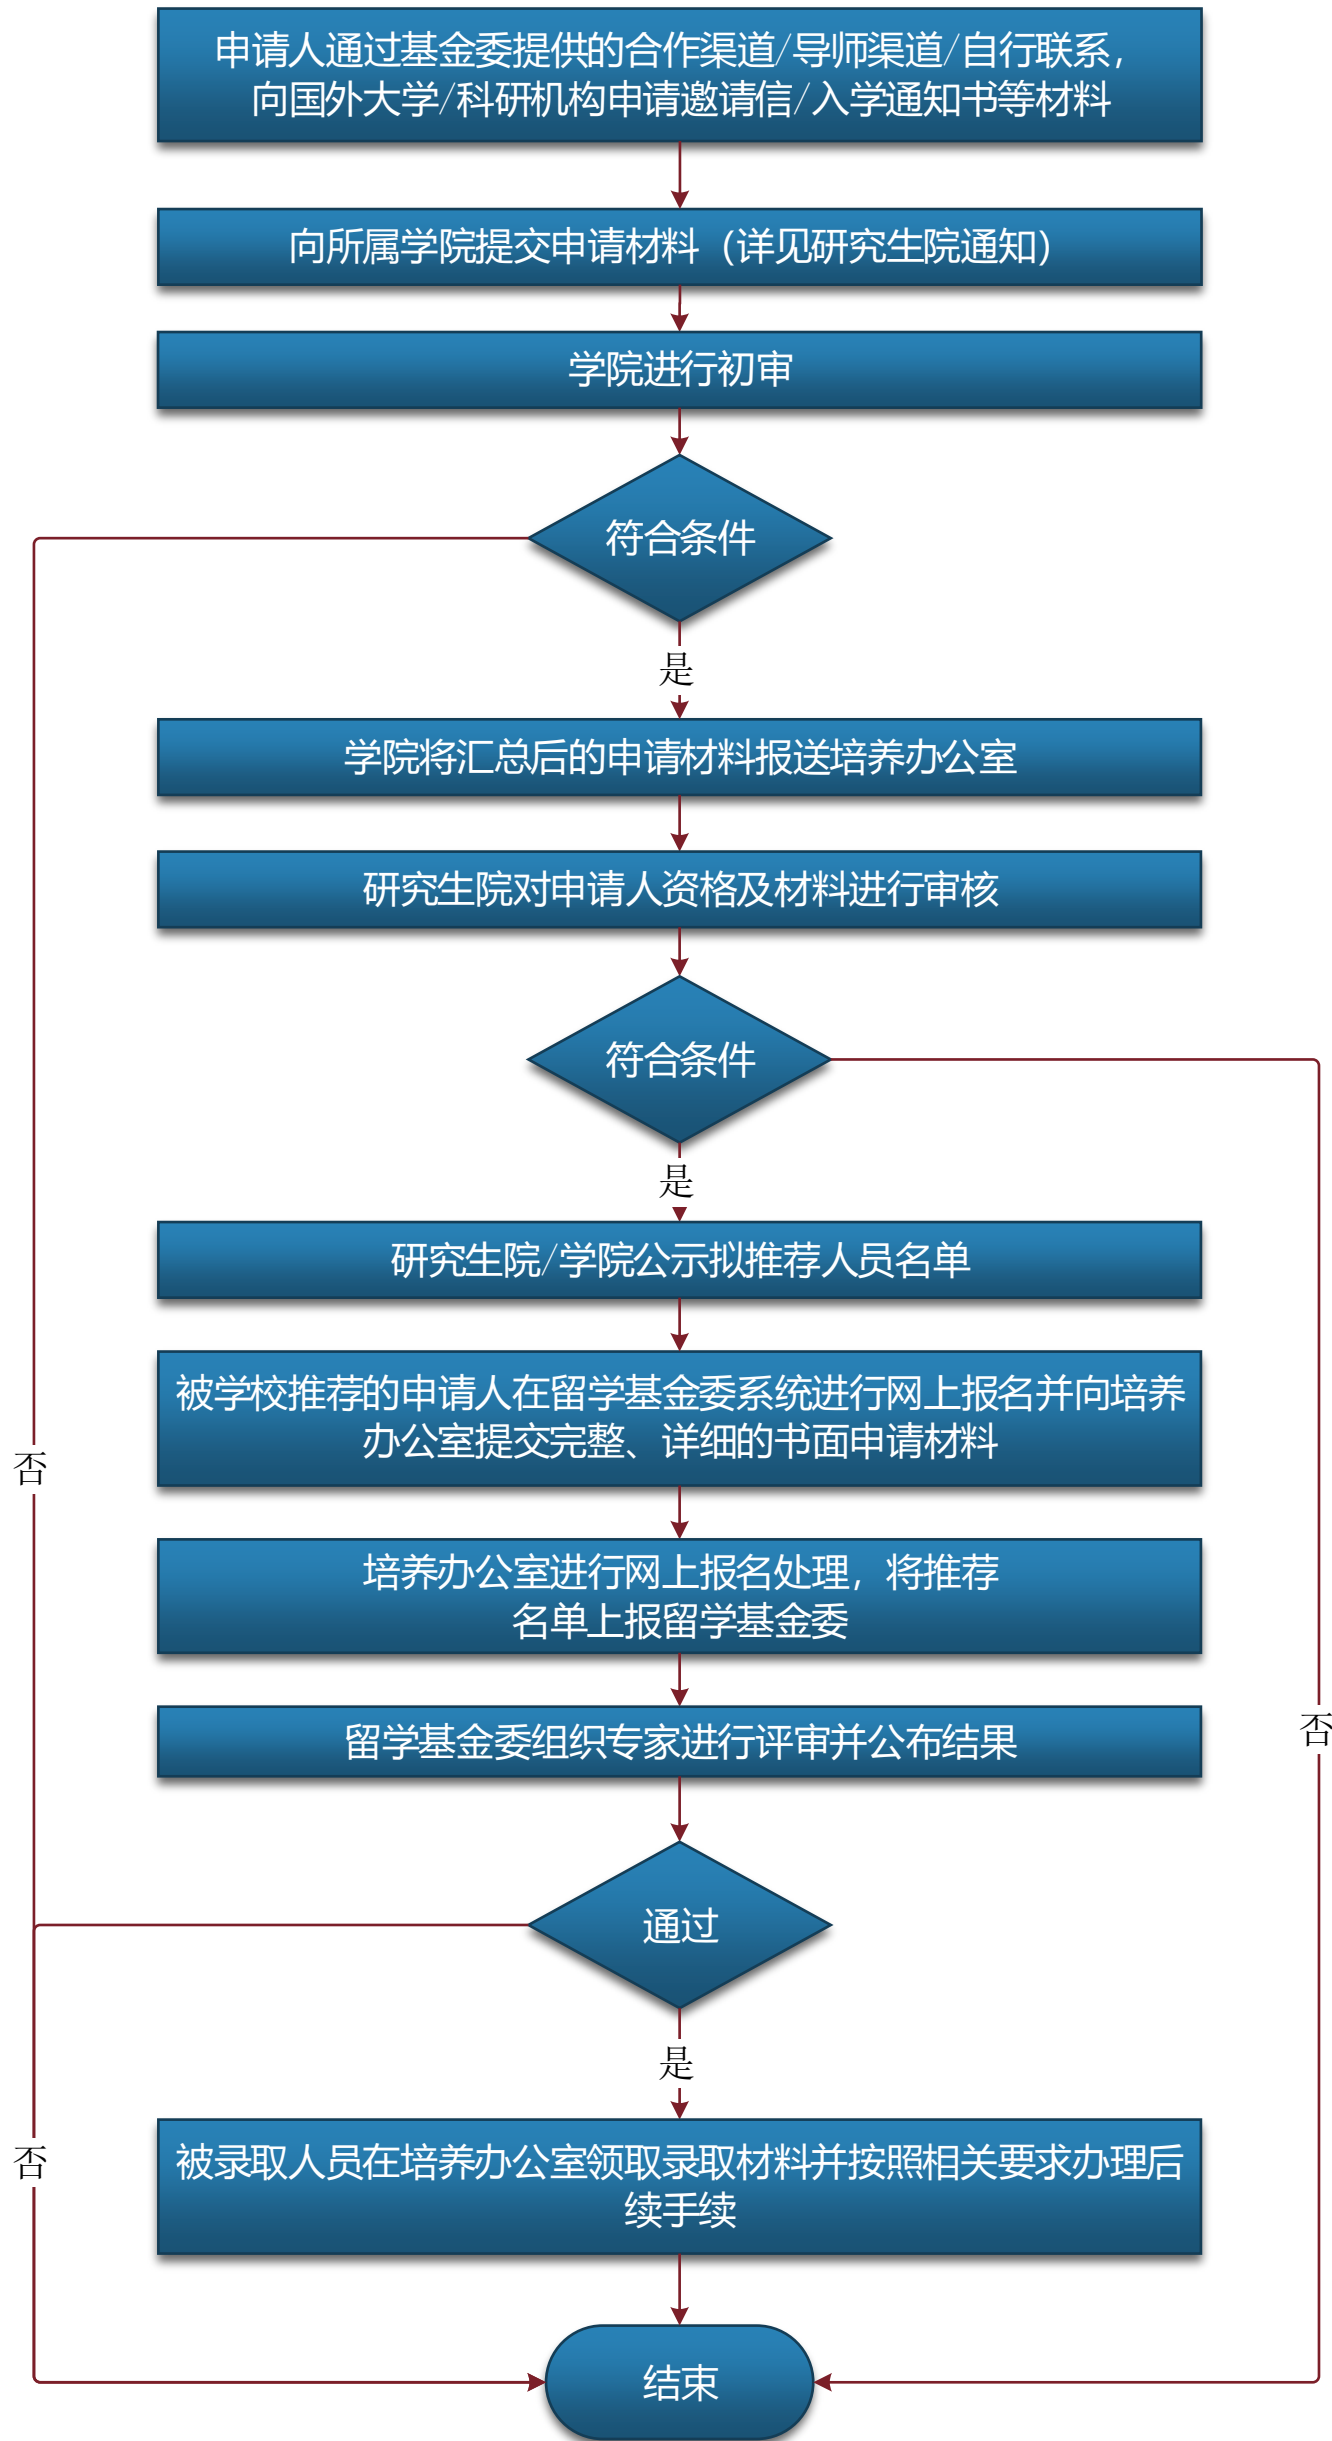 申请人通过基金委提供的合作渠道/导师渠道/自行联系，
向国外大学/科研机构申请邀请信/入学通知书等材料
向所属学院提交申请材料（详见研究生院通知）
学院进行初审
符合条件
是
学院将汇总后的申请材料报送培养办公室
研究生院对申请人资格及材料进行审核
符合条件
是
研究生院/学院公示拟推荐人员名单
被学校推荐的申请人在留学基金委系统进行网上报名并向培养
办公室提交完整、详细的书面申请材料
否
培养办公室进行网上报名处理，将推荐
名单上报留学基金委
留学基金委组织专家进行评审并公布结果
否
通过
是
被录取人员在培养办公室领取录取材料并按照相关要求办理后
续手续
否
结束